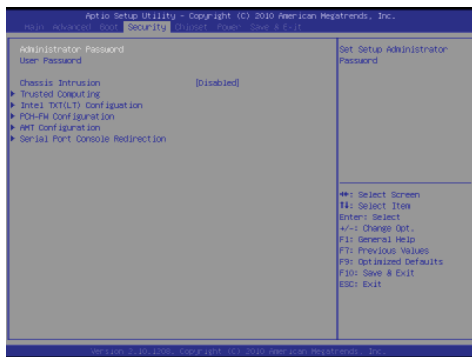 Aptio Setup Utility - Copyright (C) 2010 American Megatrends, Inc.
Main Advanced Boot Security Chipset Power Save & Exit
Administrator Password
User Password
Chassis Intrusion [Disabled]
Trusted Computing
Intel TXT(LT) Configuation
PCH-FW Configuration
AMT Configuration
Serial Port Console Redirection
Set Setup Administrator
Password
: Select Screen
: Select Item
Enter: Select
+/-: Change Opt.
F1: General Help
F7: Previous Values
F9: Optimized Defaults
F10: Save & Exit
ESC: Exit
Version 2.10.1208. Copyright (C) 2010 American Megatrends, Inc.